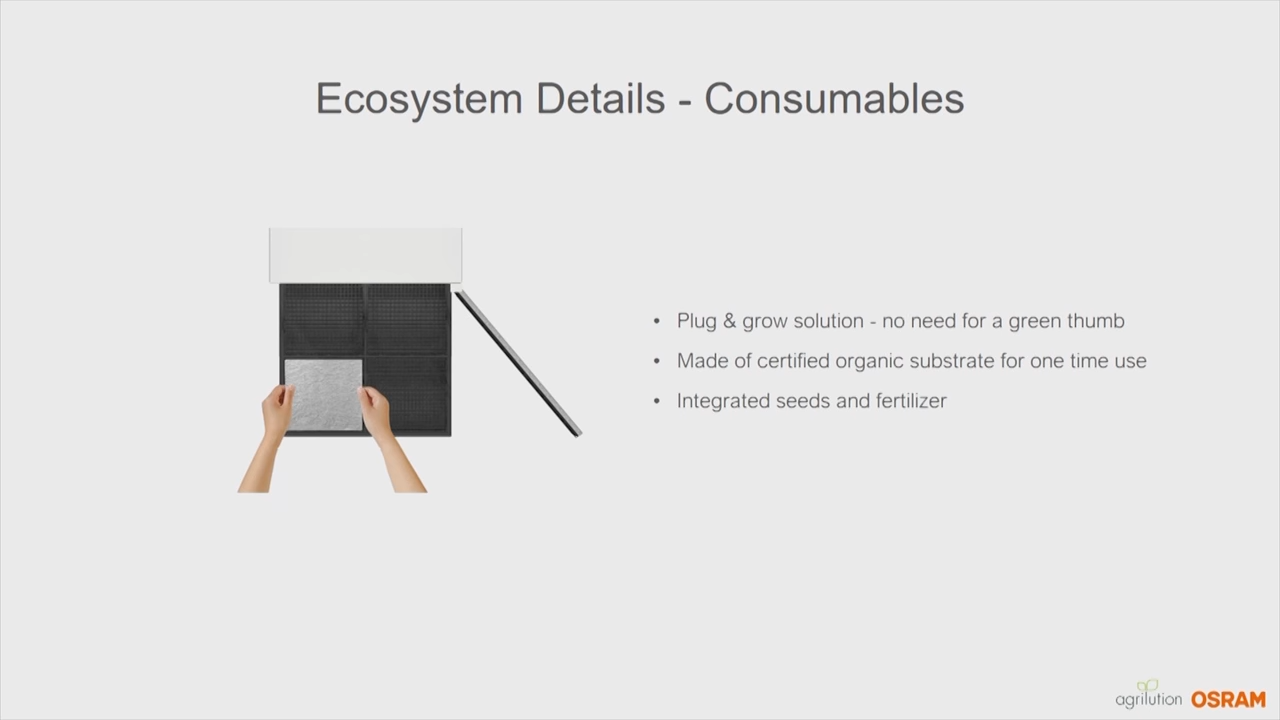 Ecosystem Details - Consumables
• Plug & grow solution - no need for a green thumb
• Made of certified organic substrate for one time use
• Integrated seeds and fertilizer
agrilution OSRAM